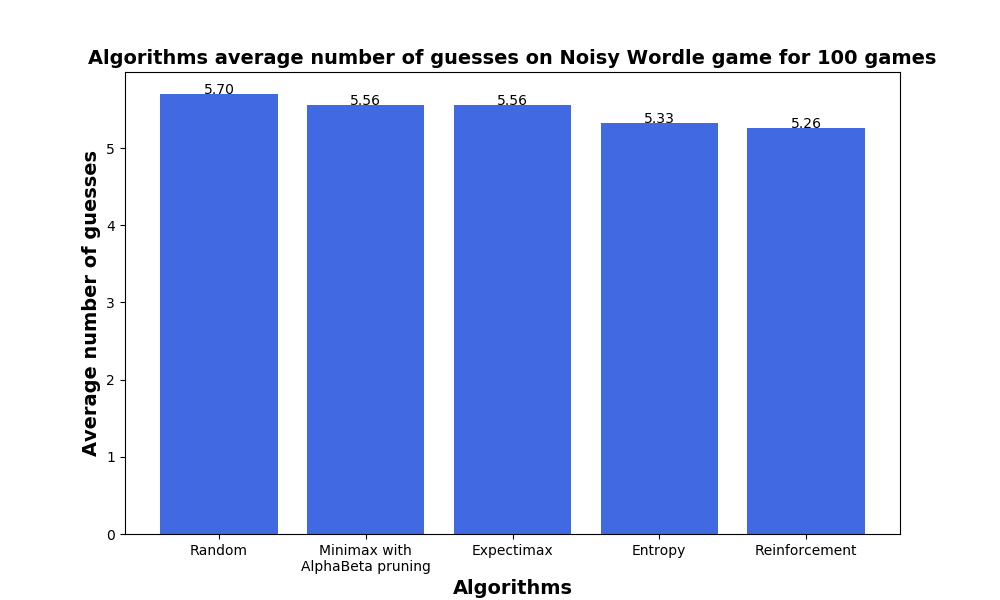 Algorithms average number of guesses on Noisy Wordle game for 100 games
5.70
5.56
5.56
5.33
5.26
5
4
3
2
1
0
Average number of guesses
Random
Minimax with
AlphaBeta pruning
Expectimax
Entropy
Reinforcement
Algorithms